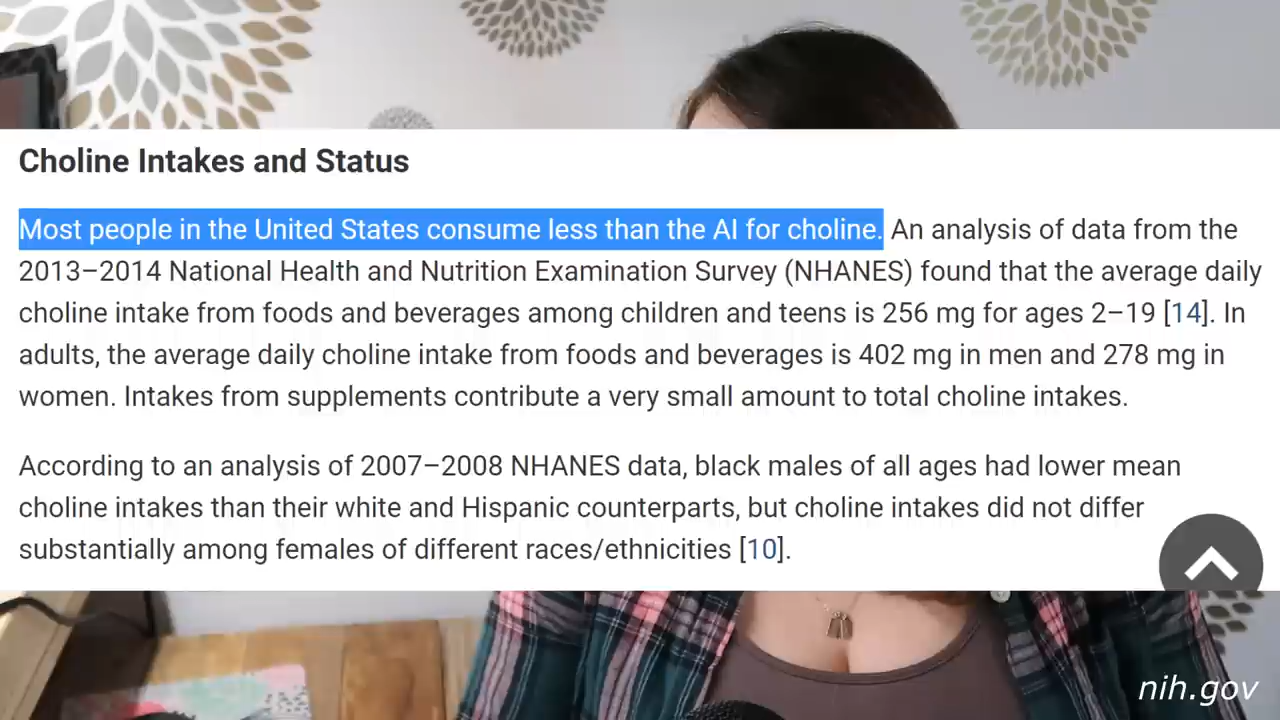 Choline Intakes and Status
Most people in the United States consume less than the AI for choline. An analysis of data from the
2013–2014 National Health and Nutrition Examination Survey (NHANES) found that the average daily
choline intake from foods and beverages among children and teens is 256 mg for ages 2–19 [14]. In
adults, the average daily choline intake from foods and beverages is 402 mg in men and 278 mg in
women. Intakes from supplements contribute a very small amount to total choline intakes.
According to an analysis of 2007–2008 NHANES data, black males of all ages had lower mean
choline intakes than their white and Hispanic counterparts, but choline intakes did not differ
substantially among females of different races/ethnicities [10].
nih.gov